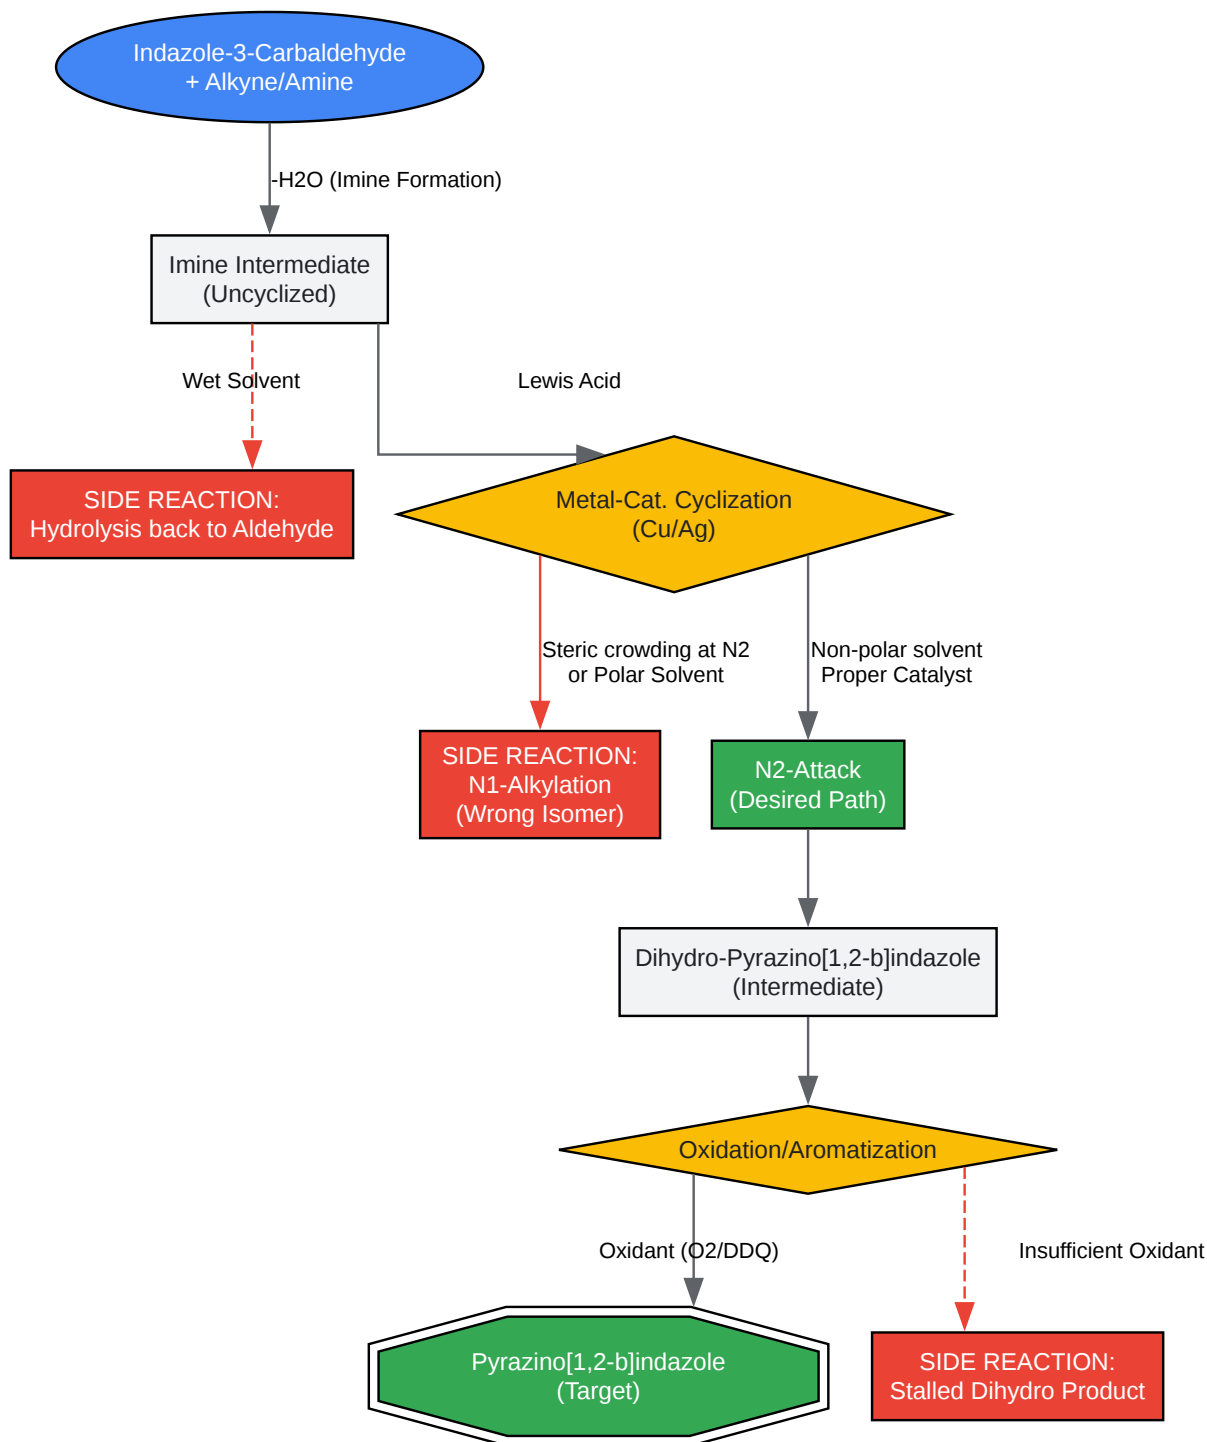 Indazole-3-Carbaldehyde
+ Alkyne/Amine
-H2O (Imine Formation)
Imine Intermediate
(Uncyclized)
Wet Solvent
Lewis Acid
SIDE REACTION:
Hydrolysis back to Aldehyde
Metal-Cat. Cyclization
(Cu/Ag)
Steric crowding at N2
or Polar Solvent
Non-polar solvent
Proper Catalyst
SIDE REACTION:
N1-Alkylation
(Wrong Isomer)
N2-Attack
(Desired Path)
Dihydro-Pyrazino[1,2-b]indazole
(Intermediate)
Oxidation/Aromatization
Oxidant (O2/DDQ)
Insufficient Oxidant
Pyrazino[1,2-b]indazole
(Target)
SIDE REACTION:
Stalled Dihydro Product